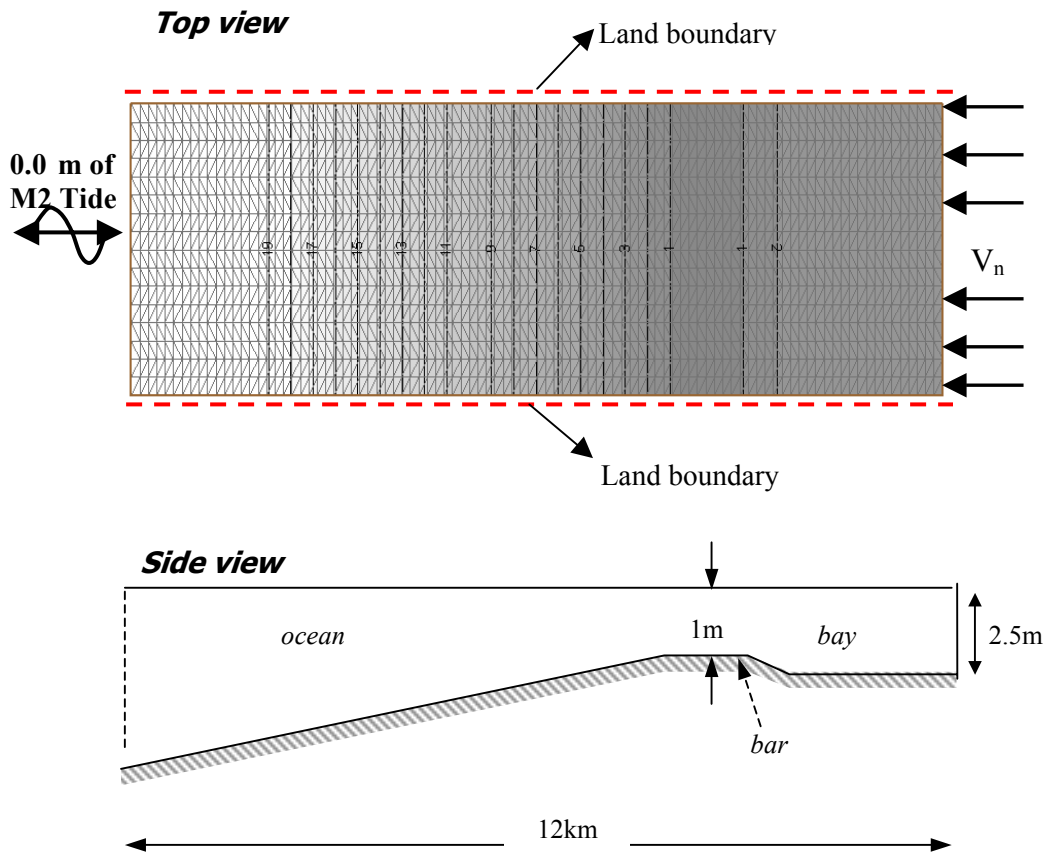 Top view
Land boundary
0.0 m of
M2 Tide
19 17 15 13 11 9 7 5 3 1 1 2
V_n
Land boundary
Side view
ocean
1m
bay
2.5m
bar
12km